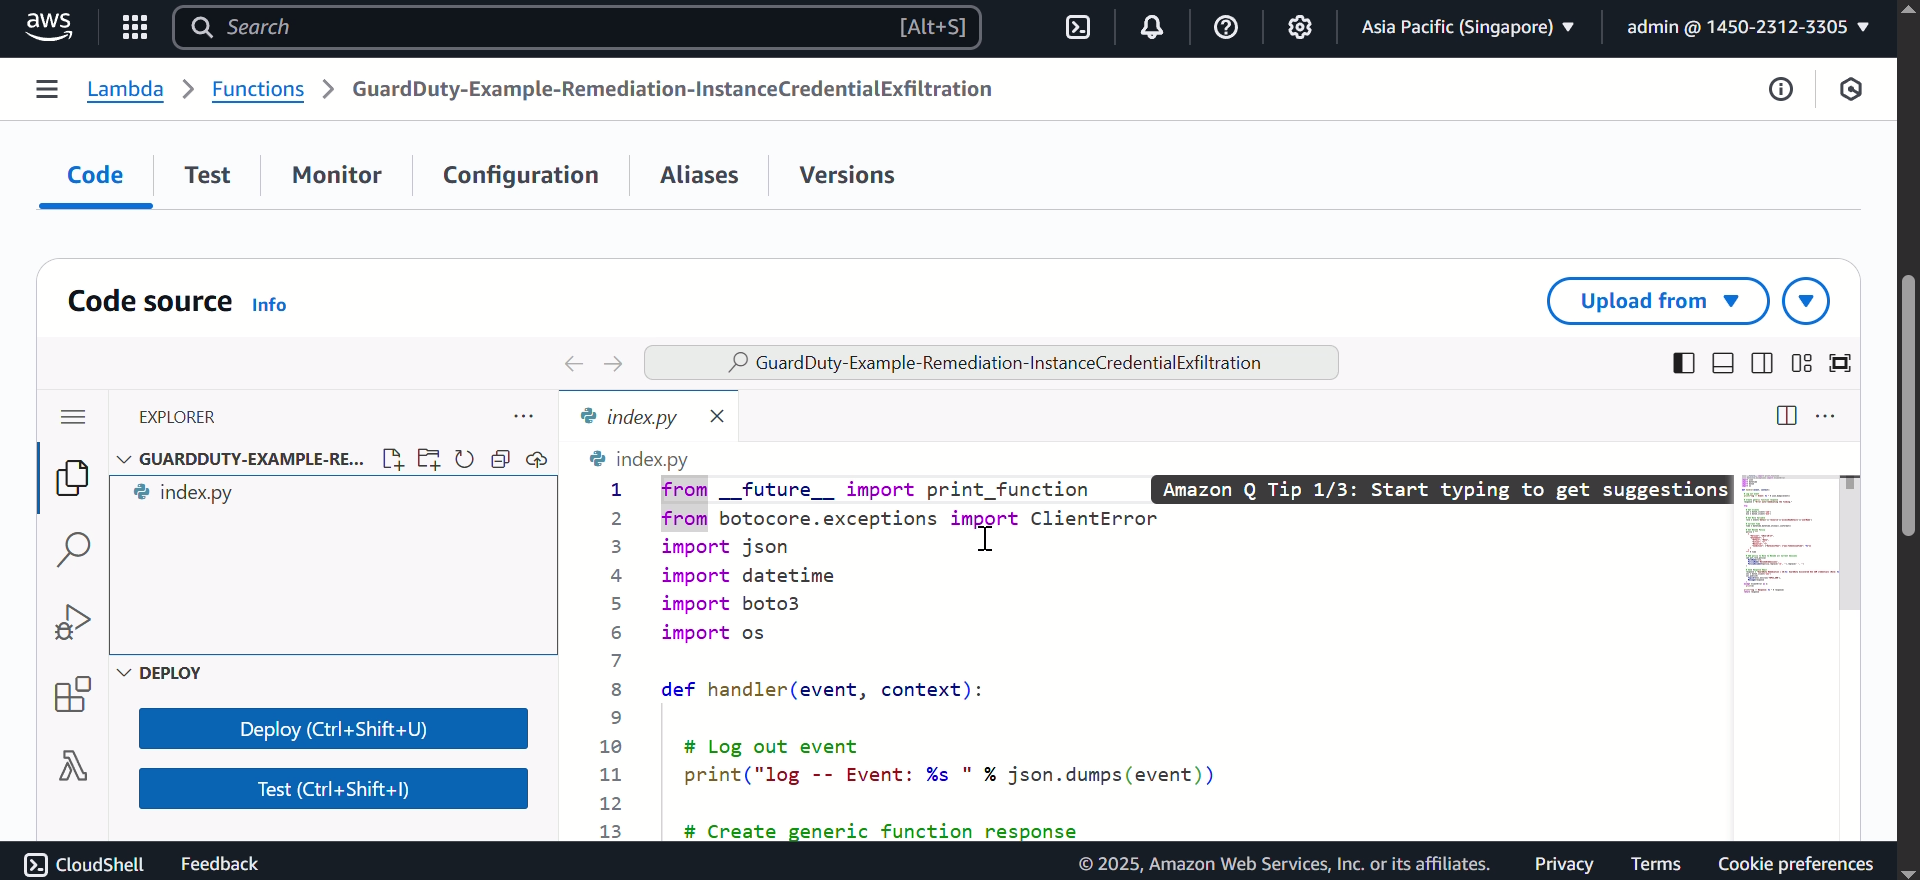 aws
Search
[Alt+S]
Asia Pacific (Singapore)
admin @ 1450-2312-3305
Lambda
Functions
GuardDuty-Example-Remediation-InstanceCredentialExfiltration
Code
Test
Monitor
Configuration
Aliases
Versions
Code source
Info
Upload from
GuardDuty-Example-Remediation-InstanceCredentialExfiltration
EXPLORER
GUARDDUTY-EXAMPLE-RE...
index.py
DEPLOY
Deploy (Ctrl+Shift+U)
Test (Ctrl+Shift+I)
index.py
index.py
1 from __future__ import print_function
Amazon Q Tip 1/3: Start typing to get suggestions
2 from botocore.exceptions import ClientError
3 import json
4 import datetime
5 import boto3
6 import os
7
8 def handler(event, context):
9
10 # Log out event
11 print("log -- Event: %s " % json.dumps(event))
12
13 # Create generic function response
CloudShell
Feedback
© 2025, Amazon Web Services, Inc. or its affiliates.
Privacy
Terms
Cookie preferences